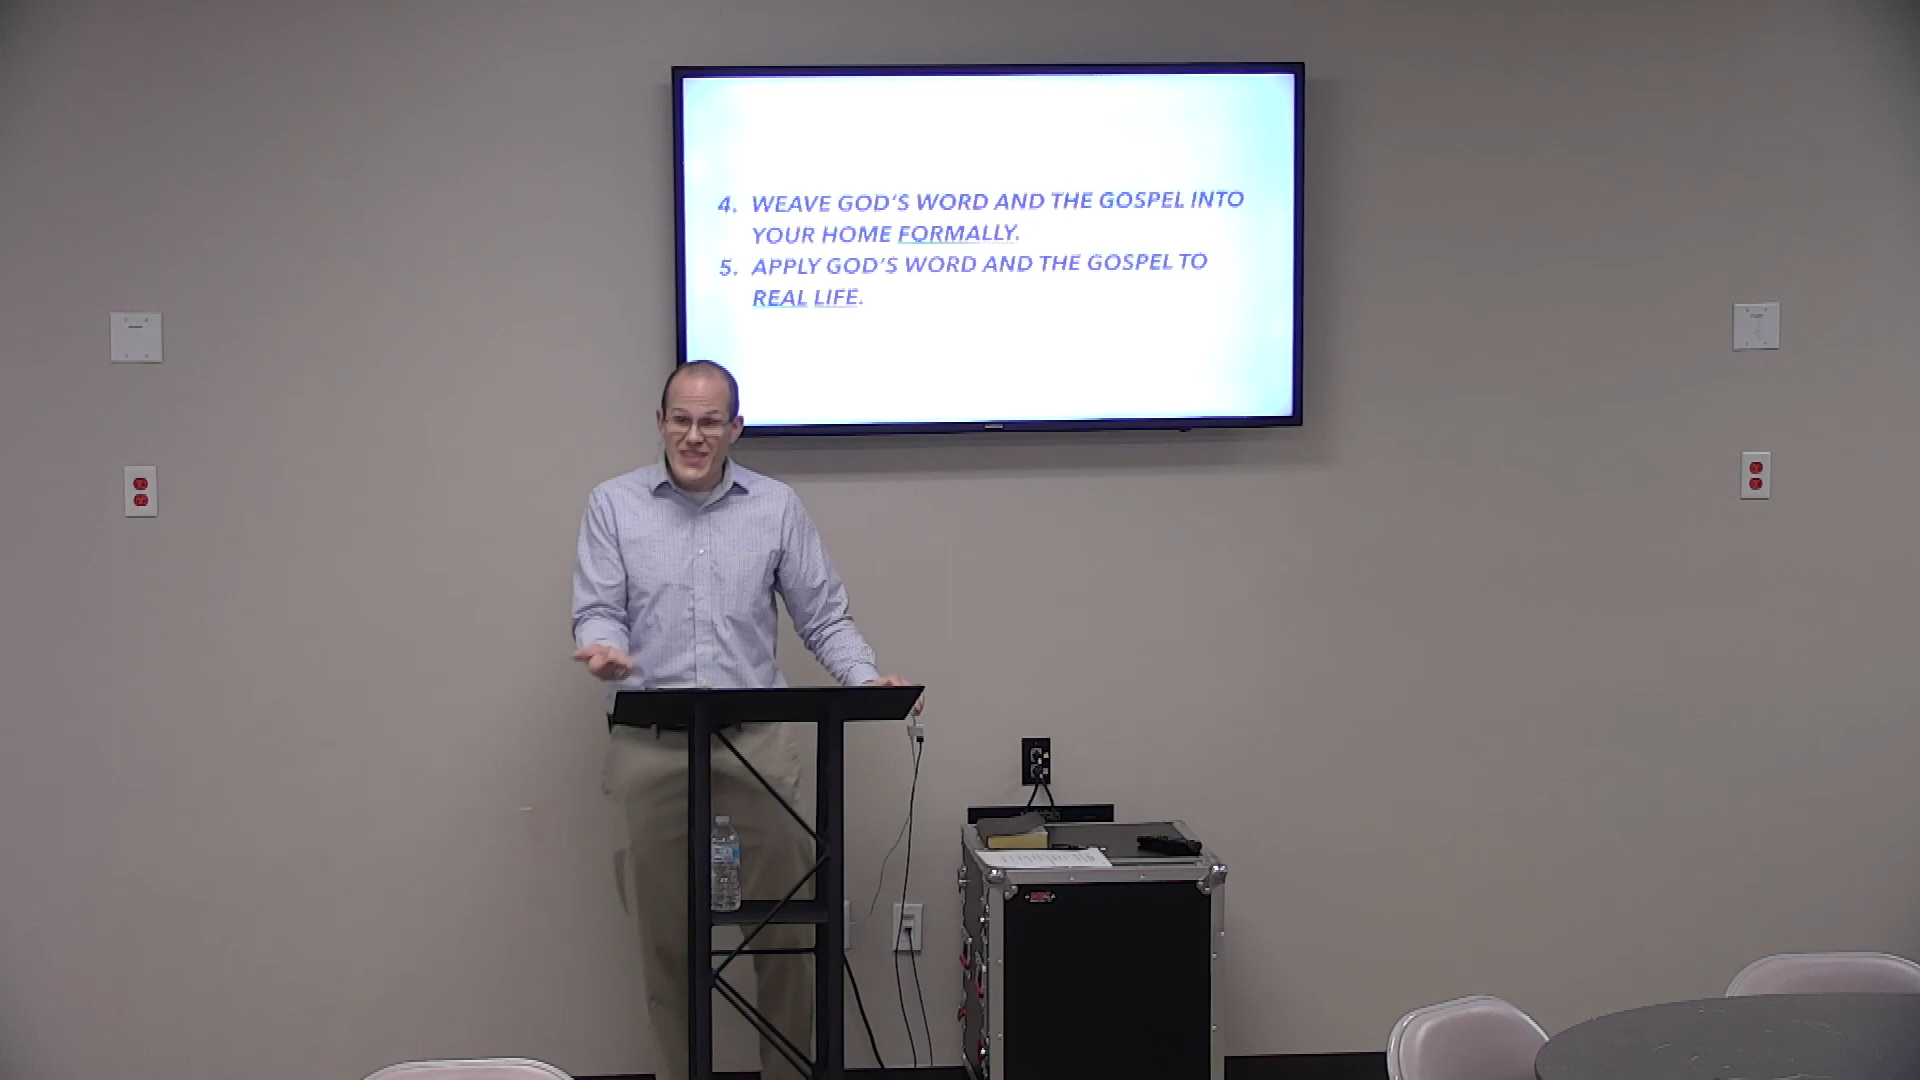 4. WEAVE GOD'S WORD AND THE GOSPEL INTO
YOUR HOME FORMALLY.
5. APPLY GOD'S WORD AND THE GOSPEL TO
REAL LIFE.